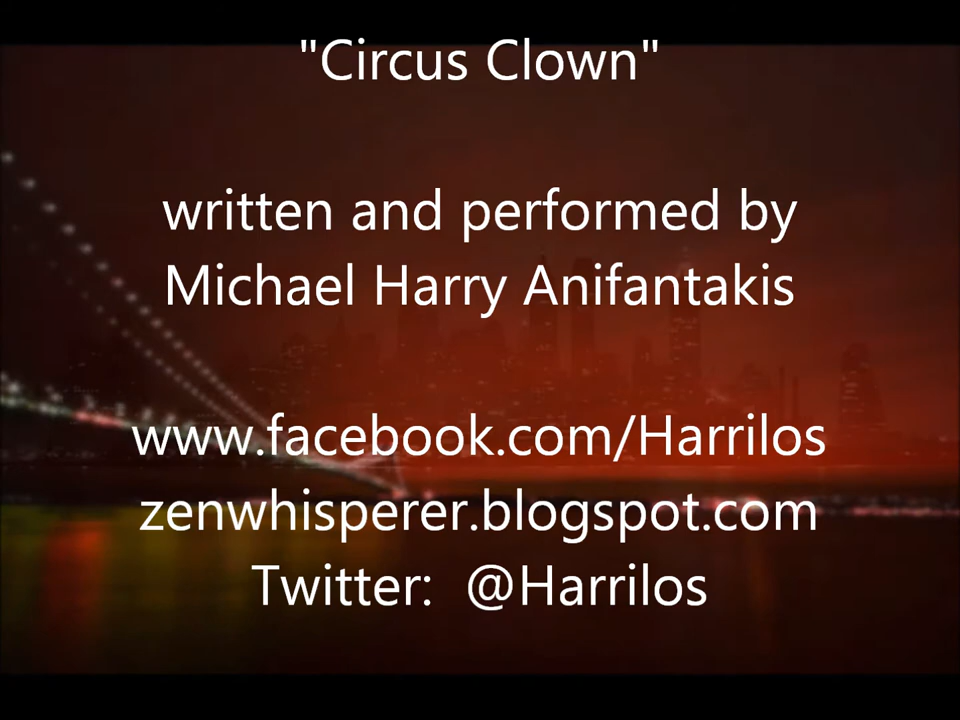 "Circus Clown"
written and performed by
Michael Harry Anifantakis
www.facebook.com/Harrilos
zenwhisperer.blogspot.com
Twitter:  @Harrilos